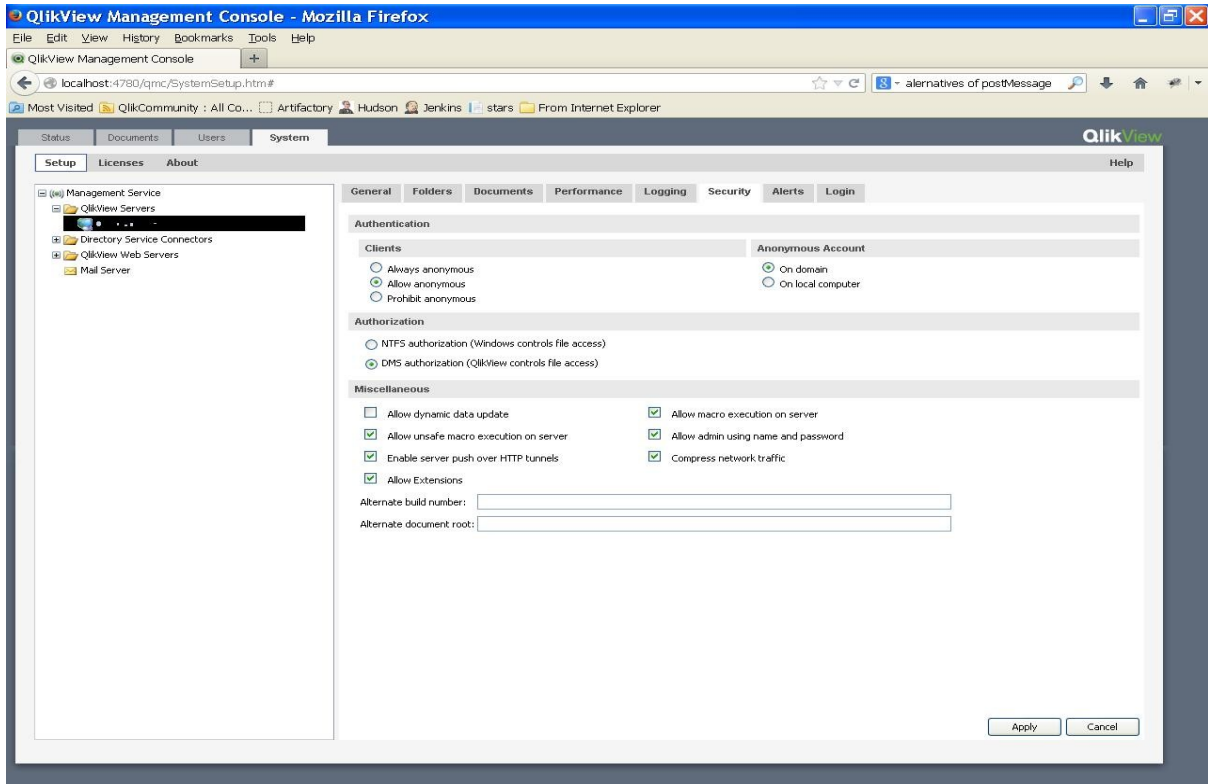 QlikView Management Console - Mozilla Firefox
File Edit View History Bookmarks Tools Help
QlikView Management Console +
localhost:4780/qmc/SystemSetup.htm# 8 - alernatives of postMessage
Most Visited QlikCommunity : All Co... Artifactory Hudson Jenkins stars From Internet Explorer
Status Documents Users System QlikView
Setup Licenses About Help
Management Service
QlikView Servers
Directory Service Connectors
QlikView Web Servers
Mail Server
General Folders Documents Performance Logging Security Alerts Login
Authentication
Clients Anonymous Account
Always anonymous On domain
Allow anonymous On local computer
Prohibit anonymous
Authorization
NTFS authorization (Windows controls file access)
DMS authorization (QlikView controls file access)
Miscellaneous
Allow dynamic data update Allow macro execution on server
Allow unsafe macro execution on server Allow admin using name and password
Enable server push over HTTP tunnels Compress network traffic
Allow Extensions
Alternate build number:
Alternate document root:
Apply Cancel